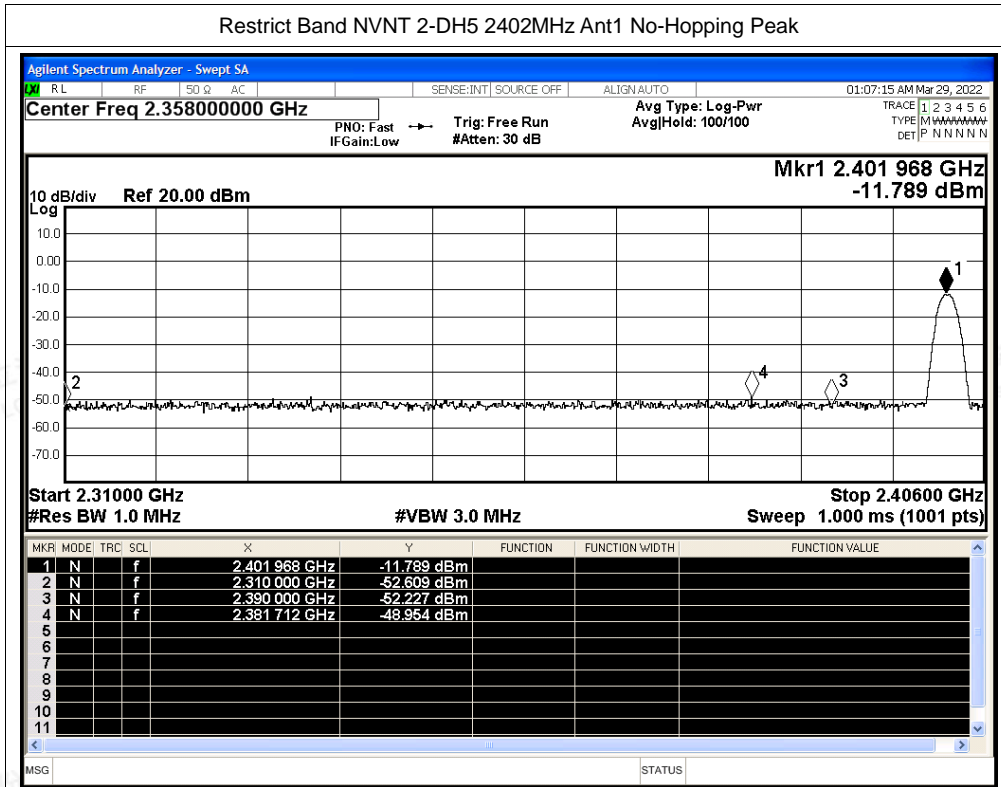 Restrict Band NVNT 2-DH5 2402MHz Ant1 No-Hopping Peak
Agilent Spectrum Analyzer - Swept SA
LXI RL RF 50 Ω AC SENSE:INT SOURCE OFF ALIGN AUTO 01:07:15 AM Mar 29, 2022
Center Freq 2.358000000 GHz
PNO: Fast
IFGain:Low
Trig: Free Run
#Atten: 30 dB
Avg Type: Log-Pwr
Avg|Hold: 100/100
TRACE 1 2 3 4 5 6
TYPE M WWWWW
DET P N N N N N
Mkr1 2.401 968 GHz
-11.789 dBm
10 dB/div Ref 20.00 dBm
Log
10.0
0.00
-10.0
-20.0
-30.0
-40.0
-50.0
-60.0
-70.0
1
2
4
3
Start 2.31000 GHz Stop 2.40600 GHz
#Res BW 1.0 MHz #VBW 3.0 MHz Sweep 1.000 ms (1001 pts)
MKR MODE TRC SCL X Y FUNCTION FUNCTION WIDTH FUNCTION VALUE
1 N f 2.401 968 GHz -11.789 dBm
2 N f 2.310 000 GHz -52.609 dBm
3 N f 2.390 000 GHz -52.227 dBm
4 N f 2.381 712 GHz -48.954 dBm
5
6
7
8
9
10
11
MSG STATUS